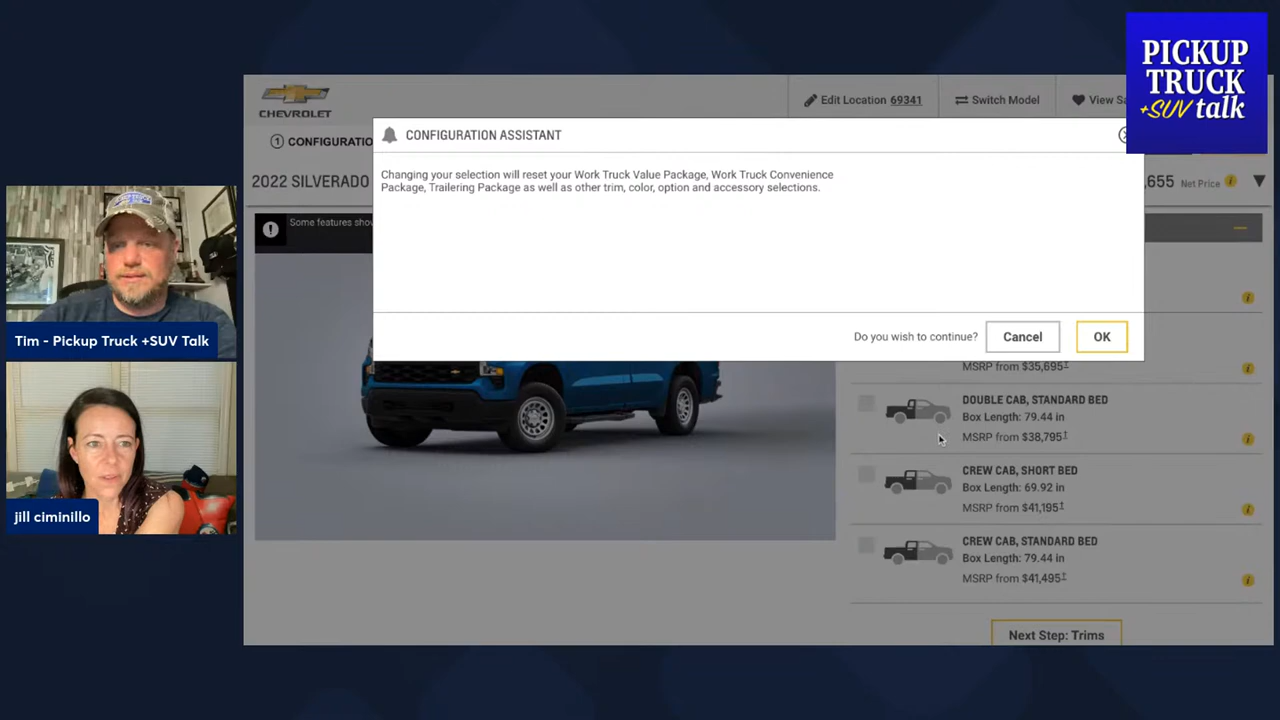 PICKUP
TRUCK
+SUV talk
CHEVROLET
Edit Location 69341
Switch Model
View Sa
1 CONFIGURATIO
CONFIGURATION ASSISTANT
Changing your selection will reset your Work Truck Value Package, Work Truck Convenience
Package, Trailering Package as well as other trim, color, option and accessory selections.
Do you wish to continue?
Cancel
OK
2022 SILVERADO
,655 Net Price
Some features show
MSRP from $35,695‡
DOUBLE CAB, STANDARD BED
Box Length: 79.44 in
MSRP from $38,795‡
CREW CAB, SHORT BED
Box Length: 69.92 in
MSRP from $41,195‡
CREW CAB, STANDARD BED
Box Length: 79.44 in
MSRP from $41,495‡
Next Step: Trims
Tim - Pickup Truck +SUV Talk
jill ciminillo